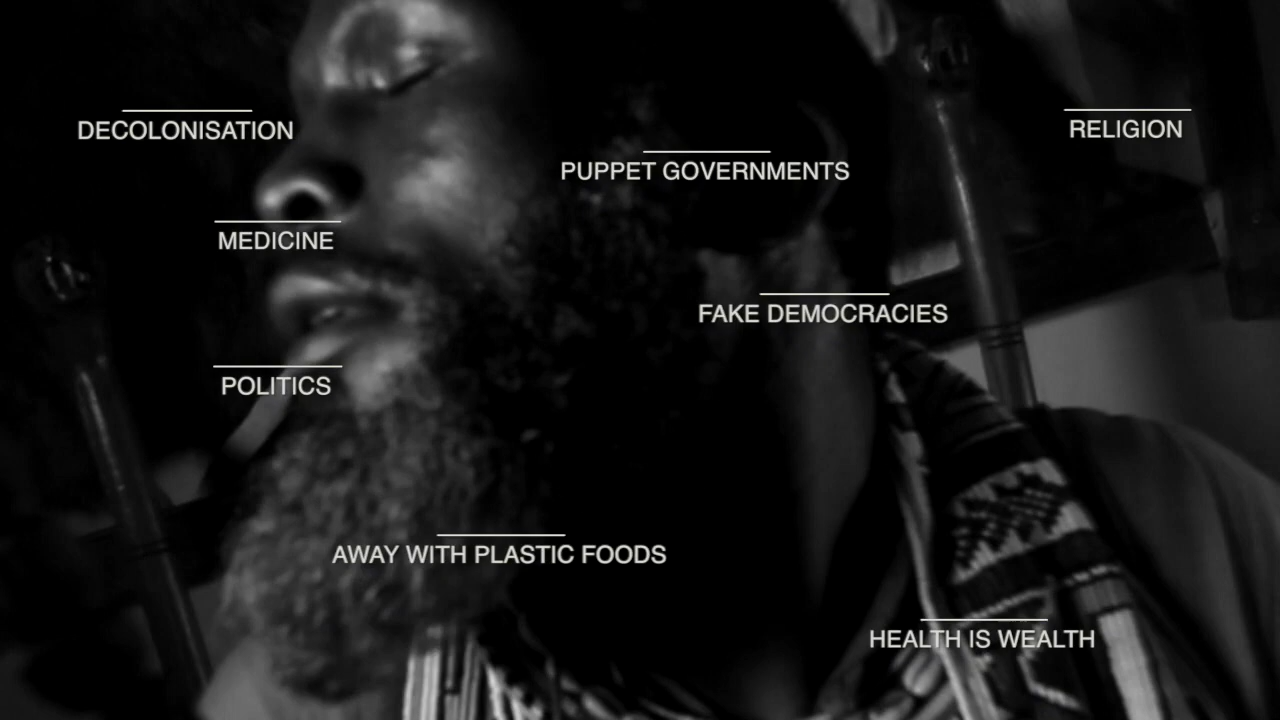 DECOLONISATION
RELIGION
PUPPET GOVERNMENTS
MEDICINE
FAKE DEMOCRACIES
POLITICS
AWAY WITH PLASTIC FOODS
HEALTH IS WEALTH